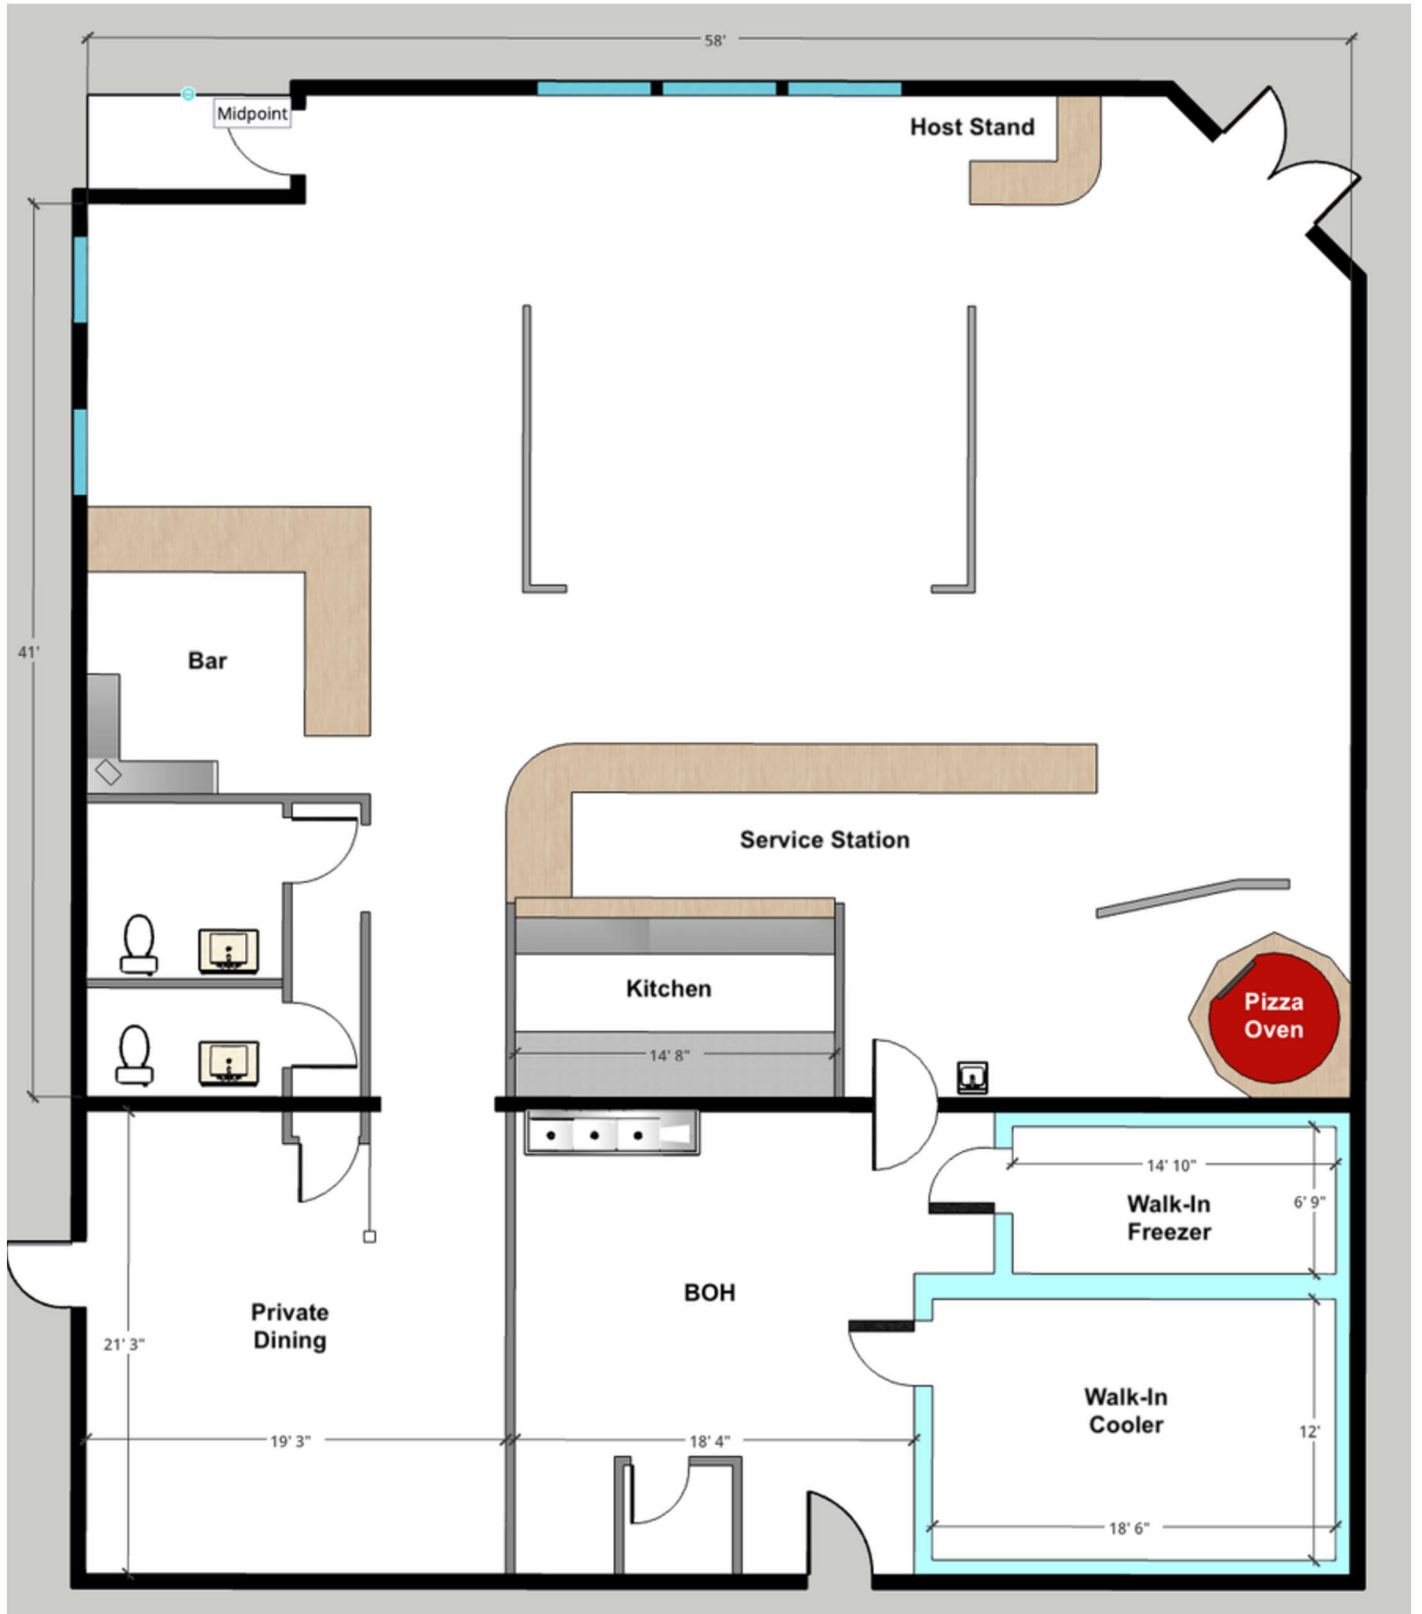 58'
Midpoint
Host Stand
41'
Bar
Service Station
Kitchen
14' 8"
Pizza
Oven
14' 10"
6' 9"
Walk-In
Freezer
BOH
Private
Dining
21' 3"
Walk-In
Cooler
12'
19' 3"
18' 4"
18' 6"